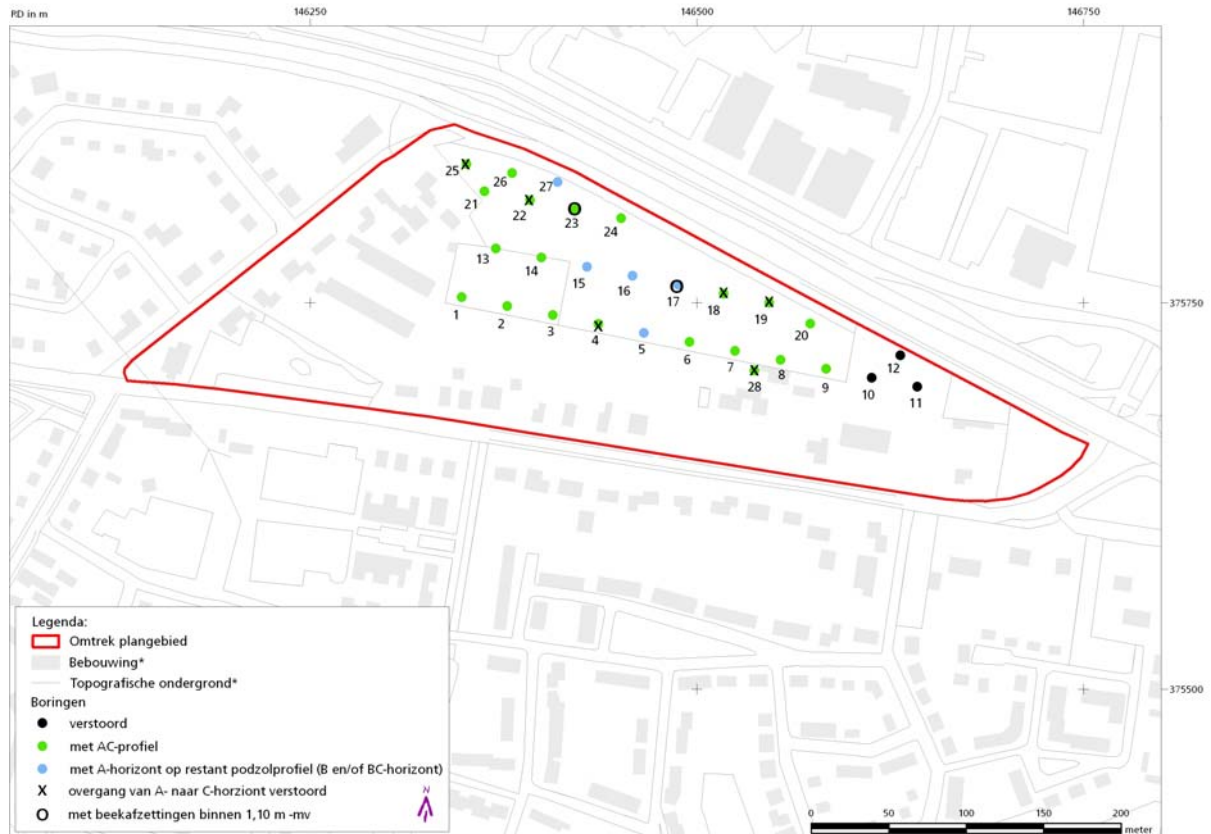 RD in m
146250 146500 146750
25
26
27
21
22
23
24
13
14
15
16
17
18
19
375750
1
2
3
4
5
6
7
8
20
9
28
12
10
11
375500
Legenda:
Omtrek plangebied
Bebouwing*
Topografische ondergrond*
Boringen
verstoord
met AC-profiel
met A-horizont op restant podzolprofiel (B en/of BC-horizont)
X overgang van A- naar C-horziont verstoord
O met beekafzettingen binnen 1,10 m -mv
N
0 50 100 150 200
meter